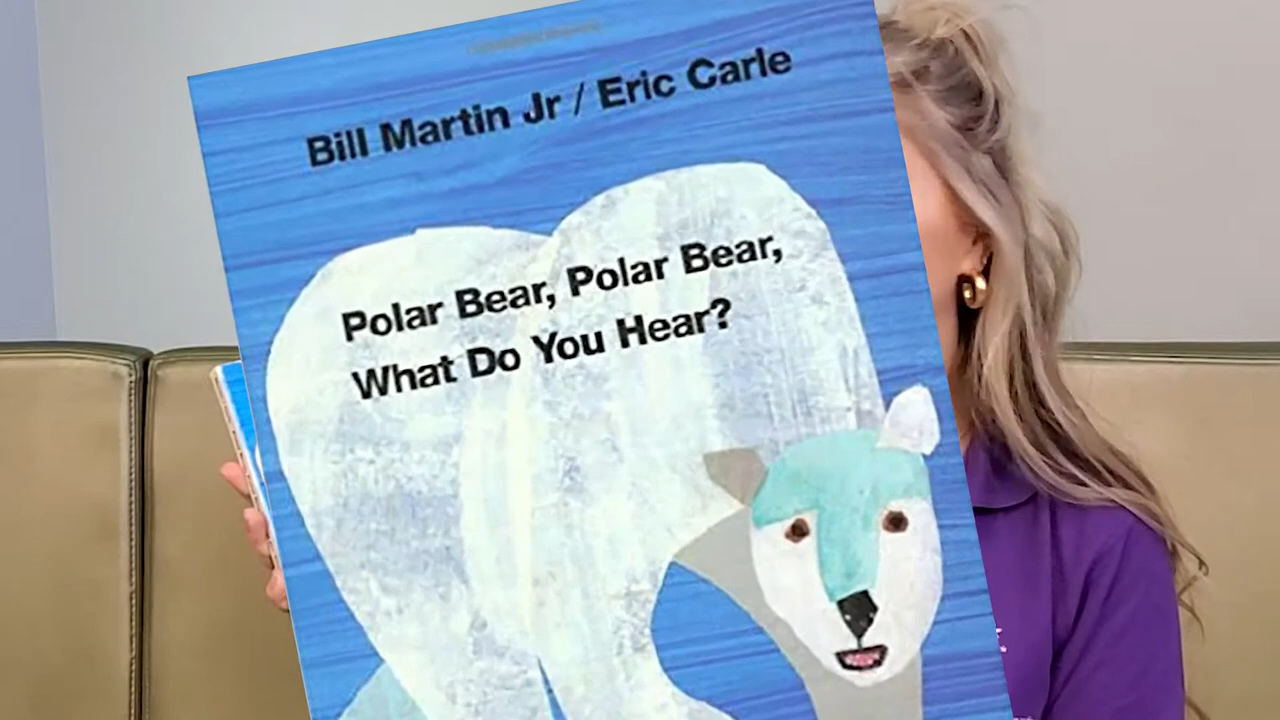 Bill Martin Jr / Eric Carle
Polar Bear, Polar Bear,
What Do You Hear?